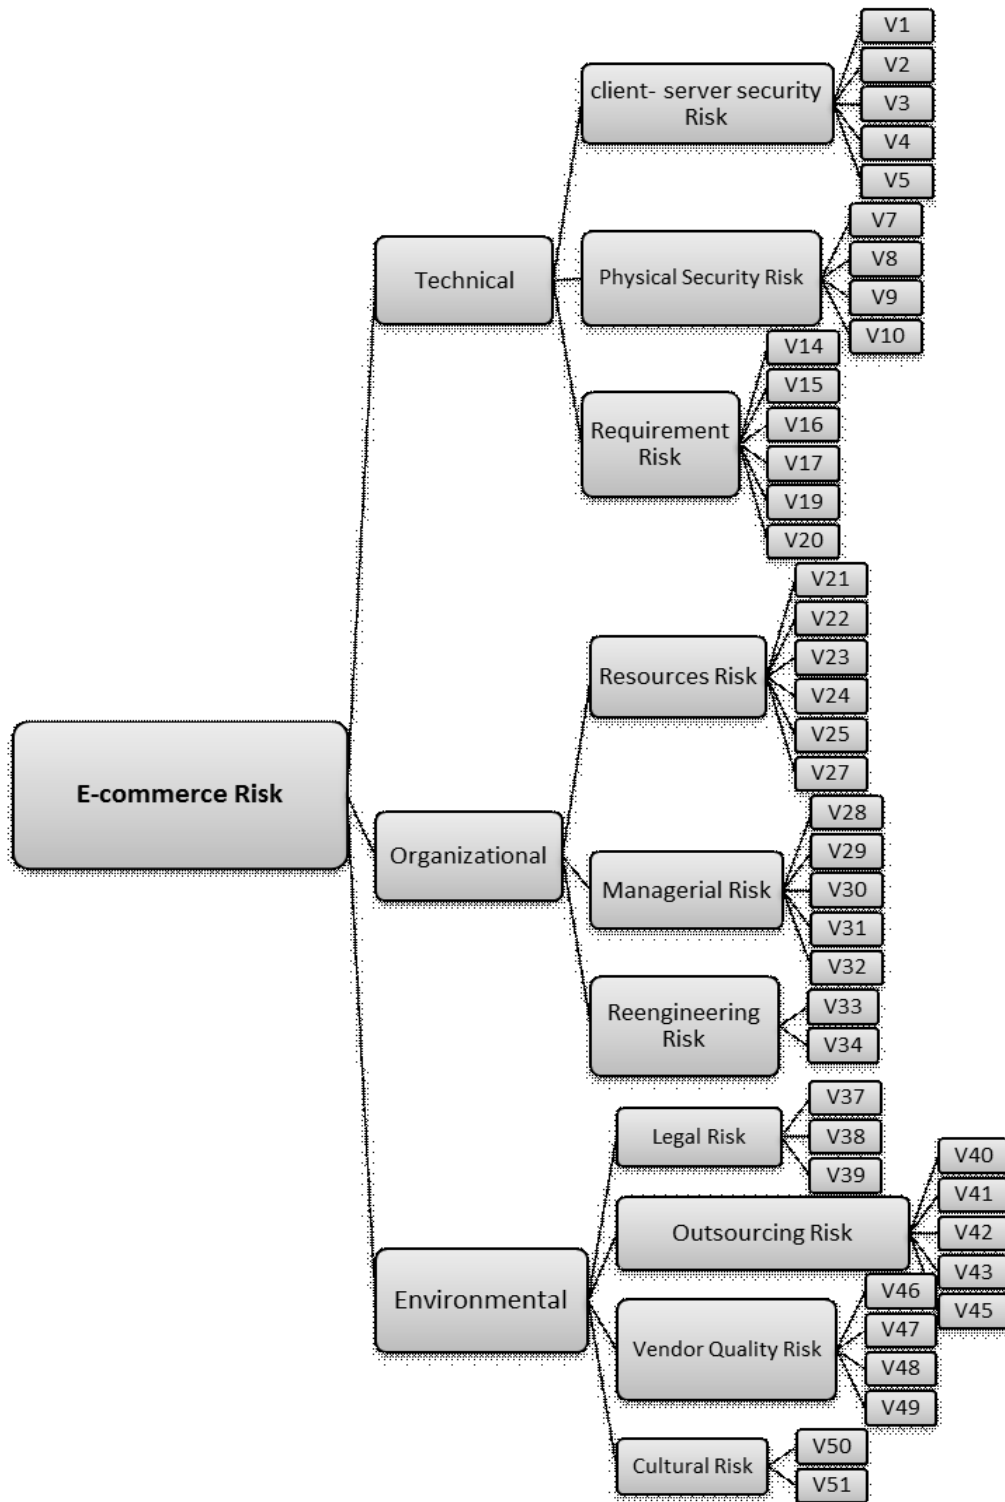 E-commerce Risk
Technical
client- server security
Risk
V1
V2
V3
V4
V5
Physical Security Risk
V7
V8
V9
V10
Requirement
Risk
V14
V15
V16
V17
V19
V20
Organizational
Resources Risk
V21
V22
V23
V24
V25
V27
Managerial Risk
V28
V29
V30
V31
V32
Reengineering
Risk
V33
V34
Environmental
Legal Risk
V37
V38
V39
Outsourcing Risk
V40
V41
V42
V43
V45
Vendor Quality Risk
V46
V47
V48
V49
Cultural Risk
V50
V51